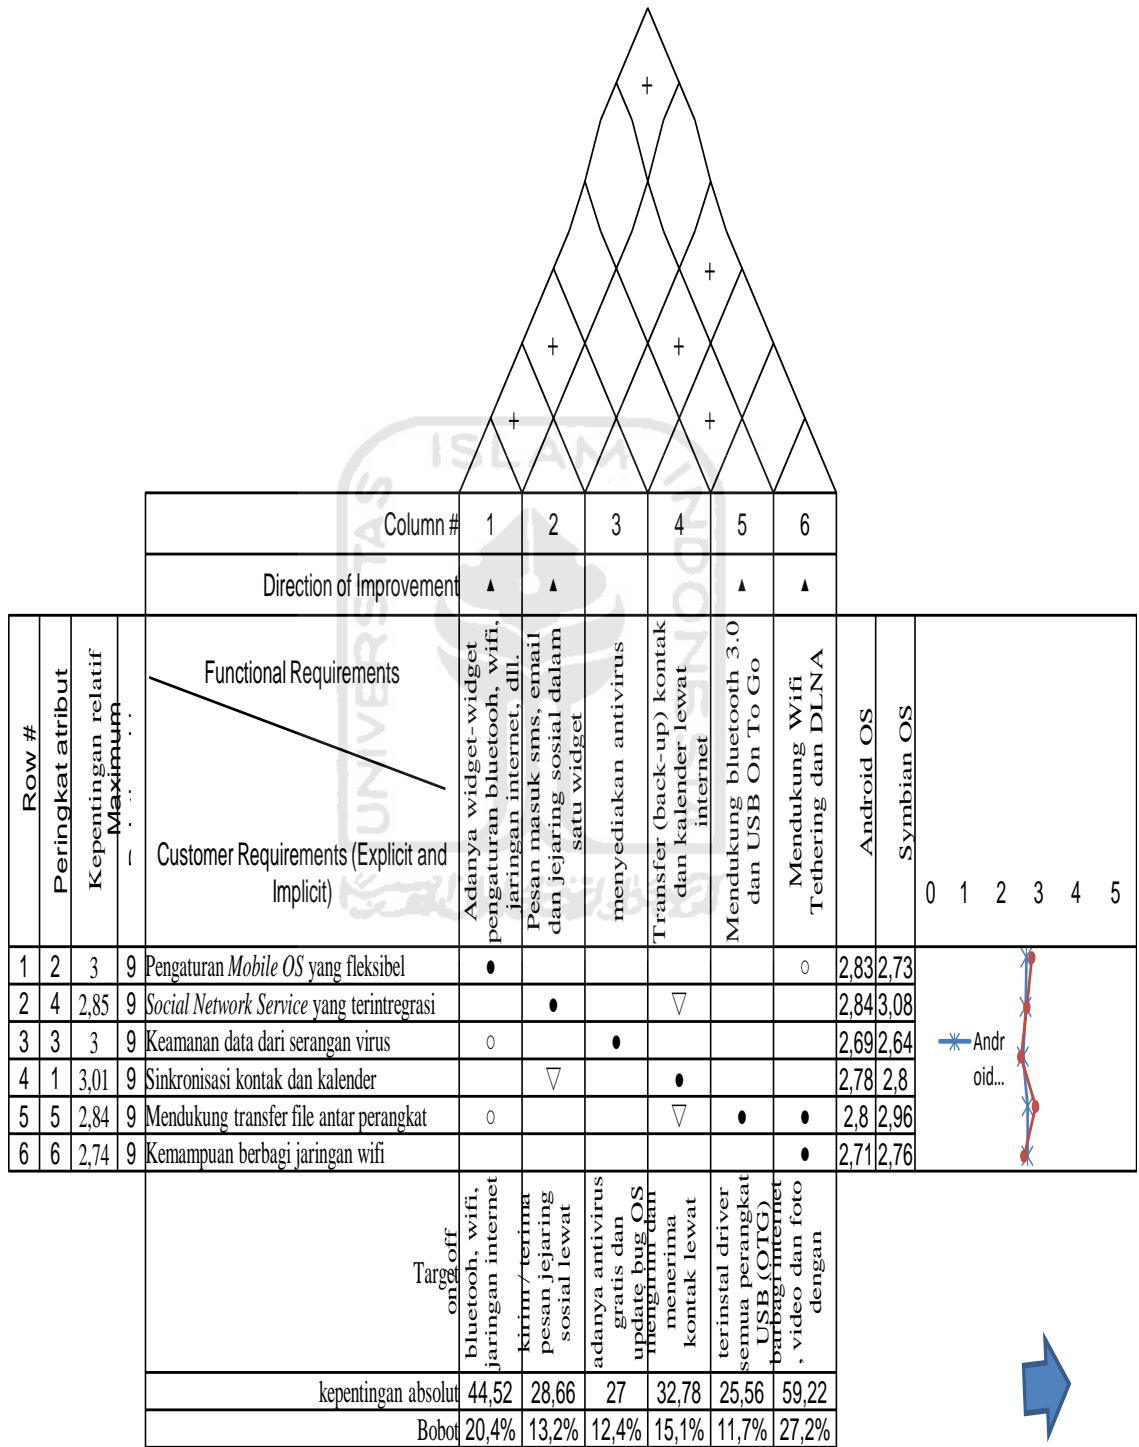 +
+
+ +
+ +
UNIVERSITAS ISLAM INDONESIA
Column # 1 2 3 4 5 6
Direction of Improvement ▲ ▲ ▲ ▲
Row #
Peringkat atribut
Kepentingan relatif
Maximum
Functional Requirements
Customer Requirements (Explicit and
Implicit)
Adanya widget-widget
pengaturan bluetooh, wifi,
jaringan internet, dll.
Pesan masuk sms, email
dan jejaring sosial dalam
satu widget
menyediakan antivirus
Transfer (back-up) kontak
dan kalender lewat
internet
Mendukung bluetooth 3.0
dan USB On To Go
Mendukung Wifi
Tethering dan DLNA
Android OS
Symbian OS
0 1 2 3 4 5
1 2 3 9 Pengaturan Mobile OS yang fleksibel ● ○ 2,83 2,73
2 4 2,85 9 Social Network Service yang terintregrasi ● ▽ 2,84 3,08
3 3 3 9 Keamanan data dari serangan virus ○ ● 2,69 2,64
4 1 3,01 9 Sinkronisasi kontak dan kalender ▽ ● 2,78 2,8
5 5 2,84 9 Mendukung transfer file antar perangkat ○ ▽ ● ● 2,8 2,96
6 6 2,74 9 Kemampuan berbagi jaringan wifi ● 2,71 2,76
Andr
oid...
Target
on / off
bluetooh, wifi,
jaringan internet
kirim / terima
pesan jejaring
sosial lewat
adanya antivirus
gratis dan
update bug OS
mengirim dan
menerima
kontak lewat
terinstal driver
semua perangkat
USB (OTG)
barbagi internet
, video dan foto
dengan
kepentingan absolut 44,52 28,66 27 32,78 25,56 59,22
Bobot 20,4% 13,2% 12,4% 15,1% 11,7% 27,2%